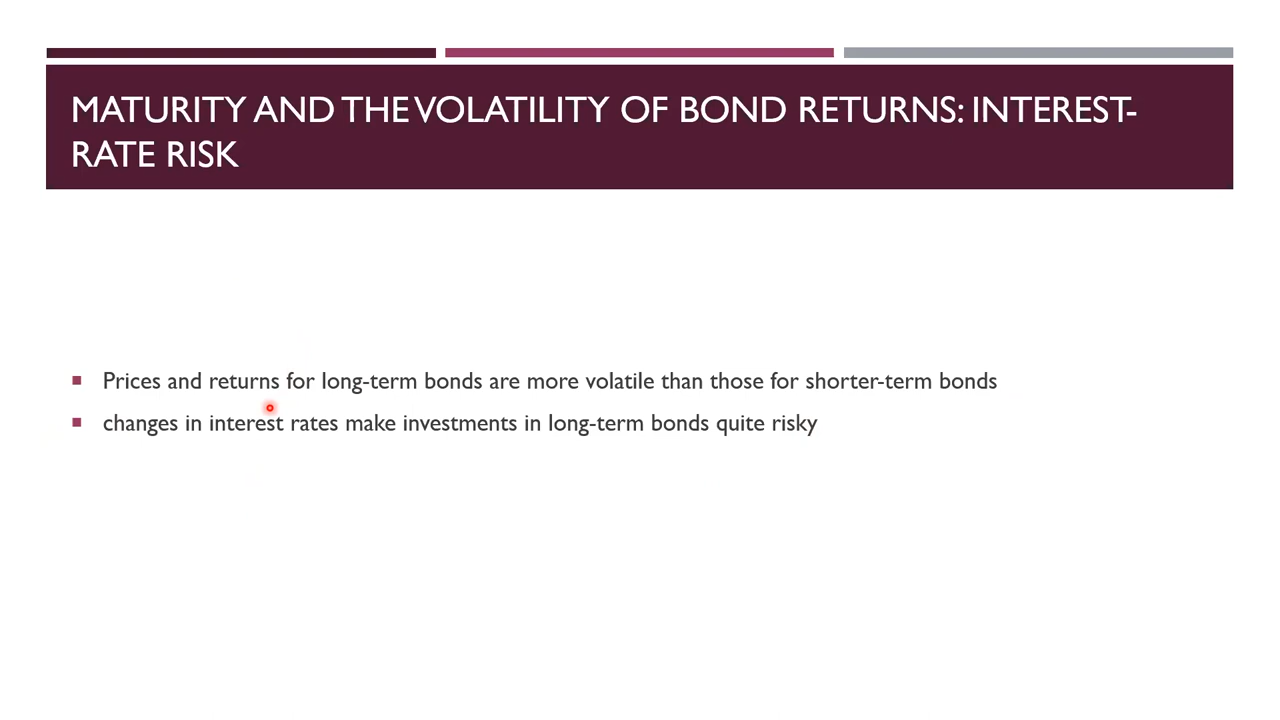 MATURITY AND THE VOLATILITY OF BOND RETURNS: INTEREST-
RATE RISK
Prices and returns for long-term bonds are more volatile than those for shorter-term bonds
changes in interest rates make investments in long-term bonds quite risky